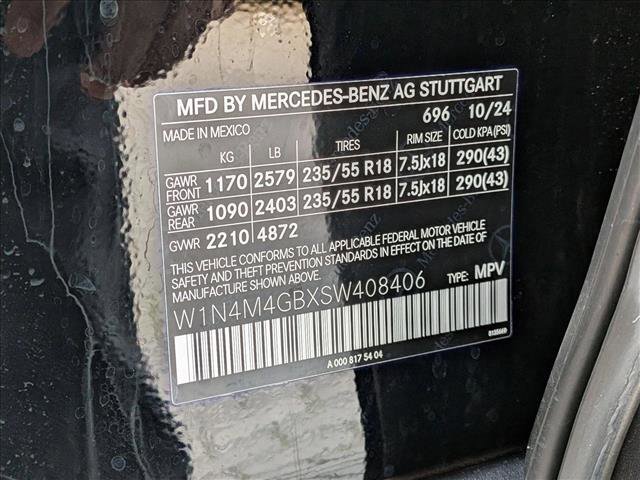 MFD BY MERCEDES-BENZ AG STUTTGART
696 10/24
MADE IN MEXICO
KG LB TIRES RIM SIZE COLD KPA(PSI)
GAWR FRONT 1170 2579 235/55 R18 7.5Jx18 290(43)
GAWR REAR 1090 2403 235/55 R18 7.5Jx18 290(43)
GVWR 2210 4872
THIS VEHICLE CONFORMS TO ALL APPLICABLE FEDERAL MOTOR VEHICLE
SAFETY AND THEFT PREVENTION STANDARDS IN EFFECT ON THE DATE OF
MANUFACTURE SHOWN ABOVE.
W1N4M4GBXSW408406 TYPE: MPV
A 000 817 54 04